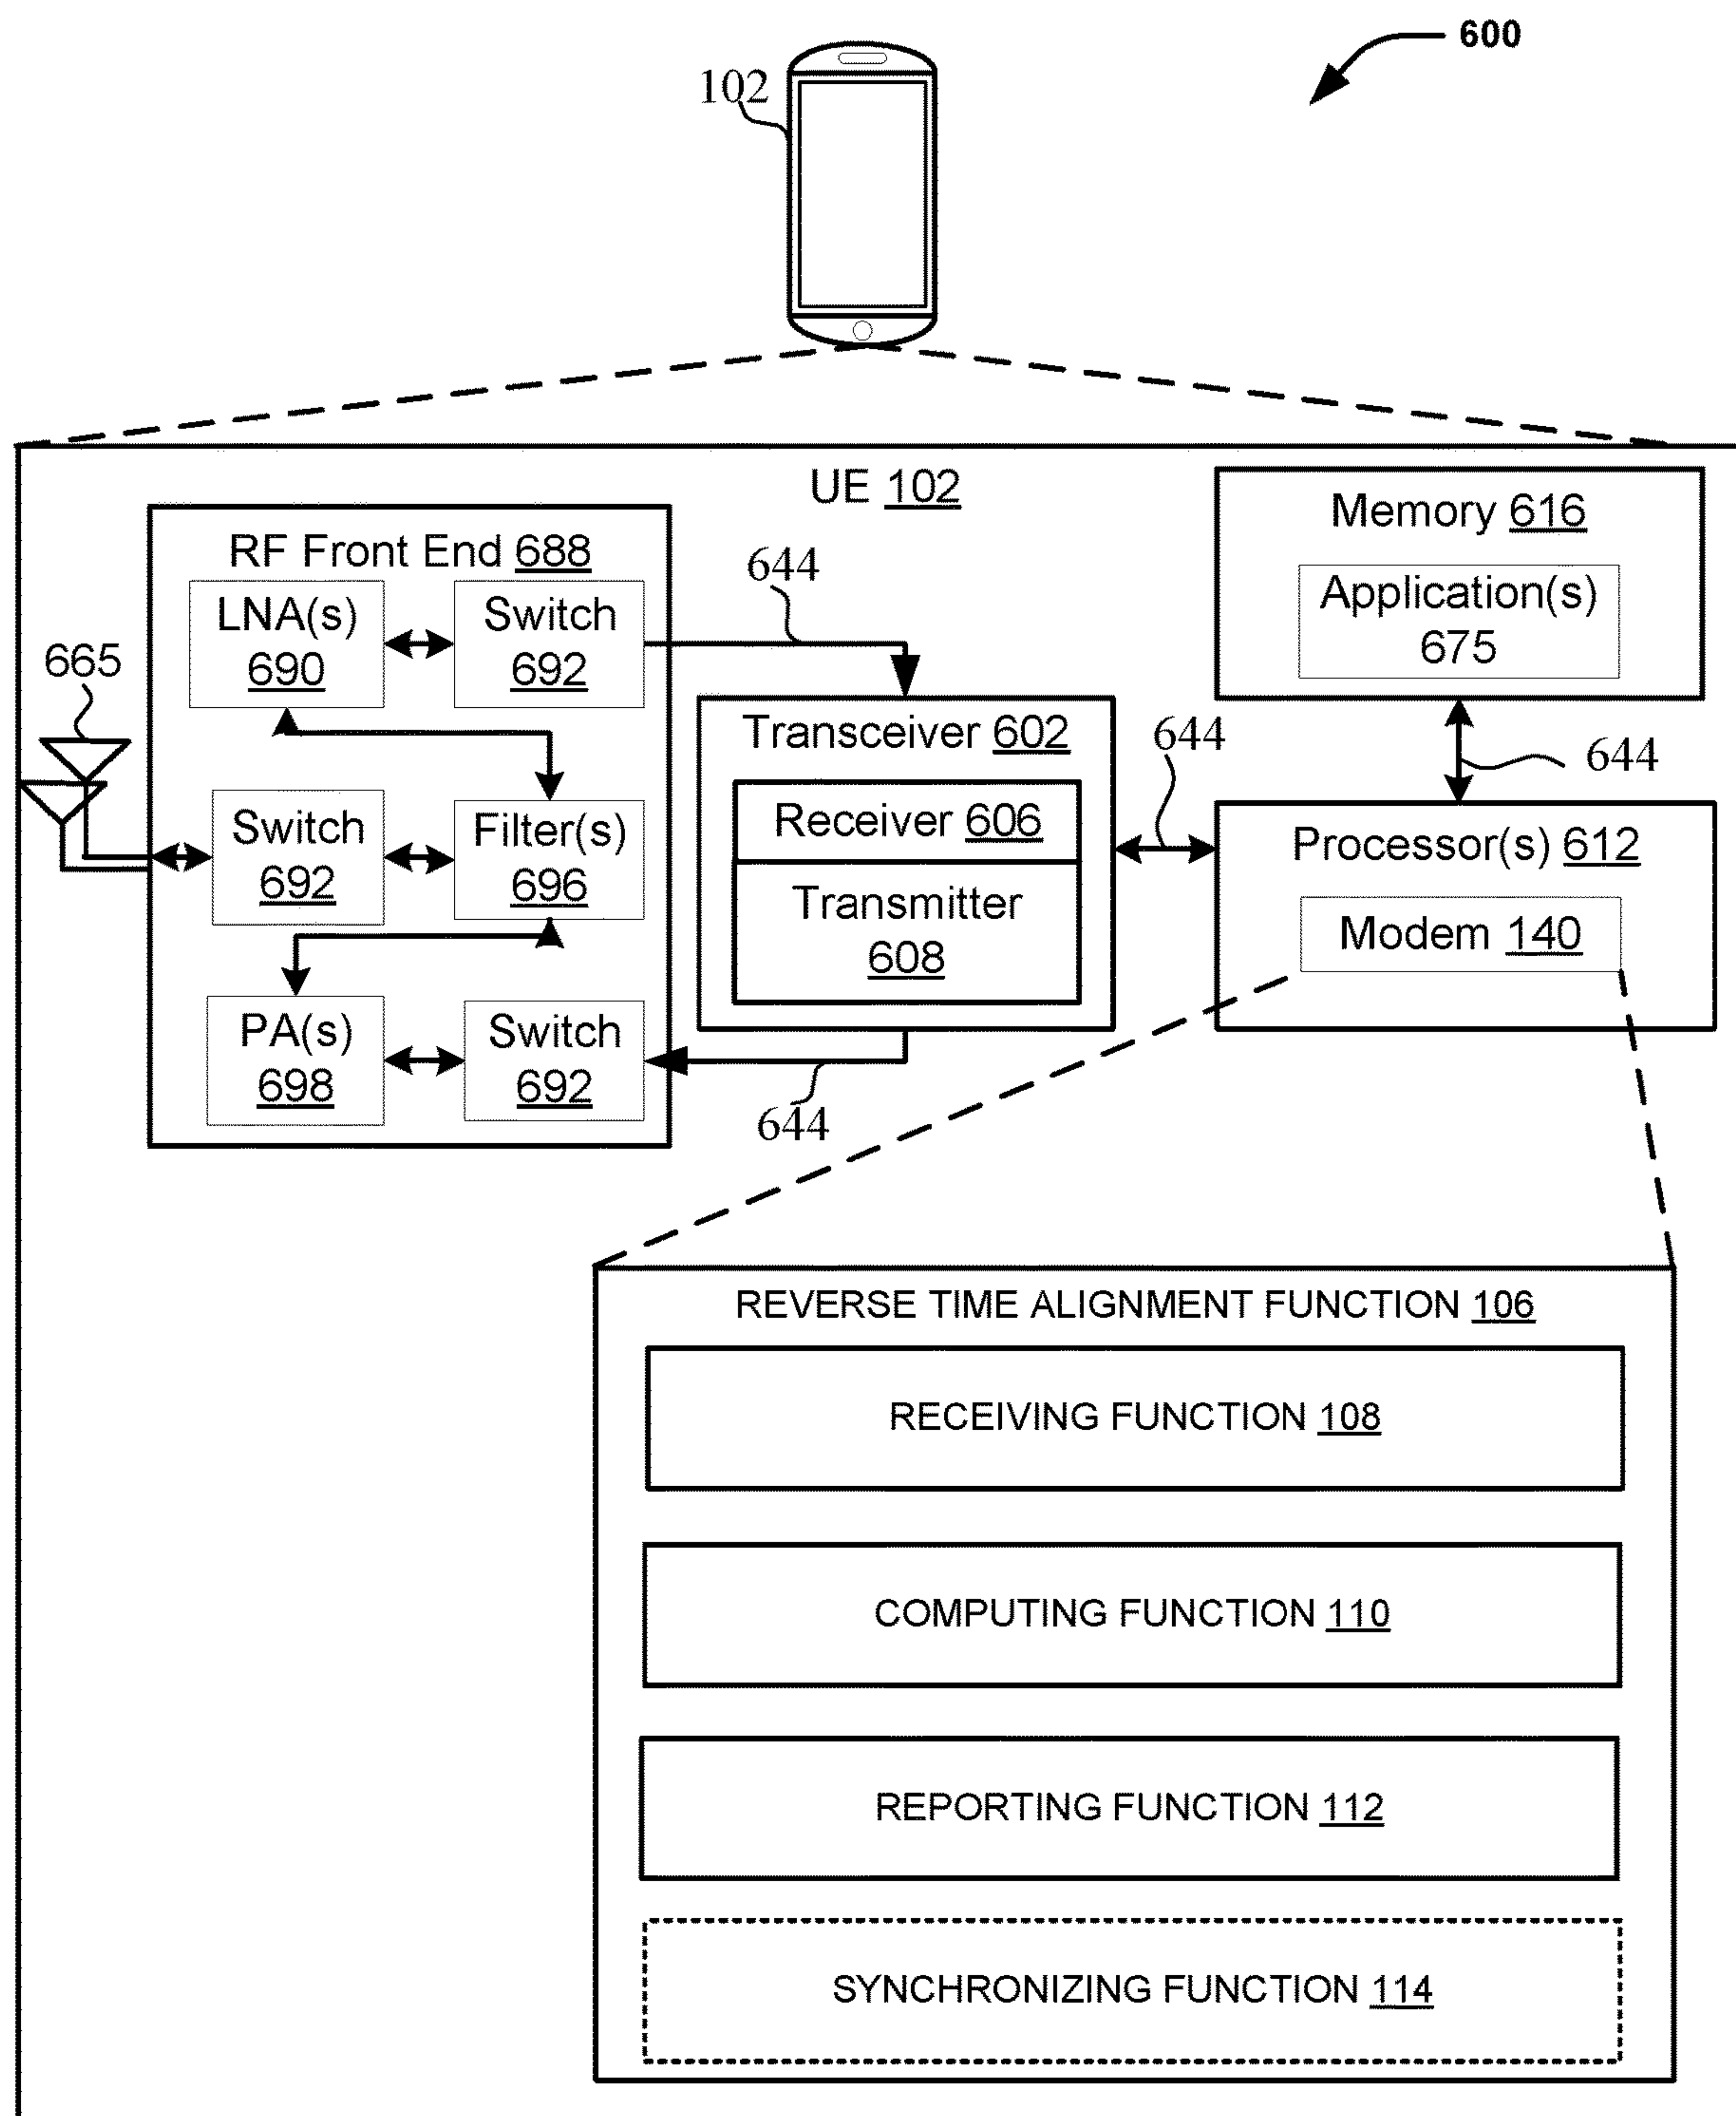 600
102
UE 102
RF Front End 688
LNA(s)
690
Switch
692
665
Switch
692
Filter(s)
696
PA(s)
698
Switch
692
644
Transceiver 602
Receiver 606
Transmitter
608
644
644
Memory 616
Application(s)
675
644
Processor(s) 612
Modem 140
REVERSE TIME ALIGNMENT FUNCTION 106
RECEIVING FUNCTION 108
COMPUTING FUNCTION 110
REPORTING FUNCTION 112
SYNCHRONIZING FUNCTION 114